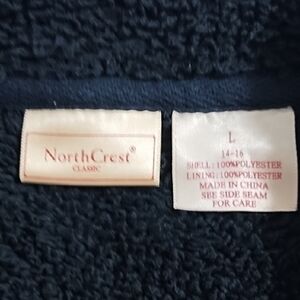 NorthCrest®
CLASSIC
L
14-16
SHELL: 100%POLYESTER
LINING: 100%POLYESTER
MADE IN CHINA
SEE SIDE SEAM
FOR CARE